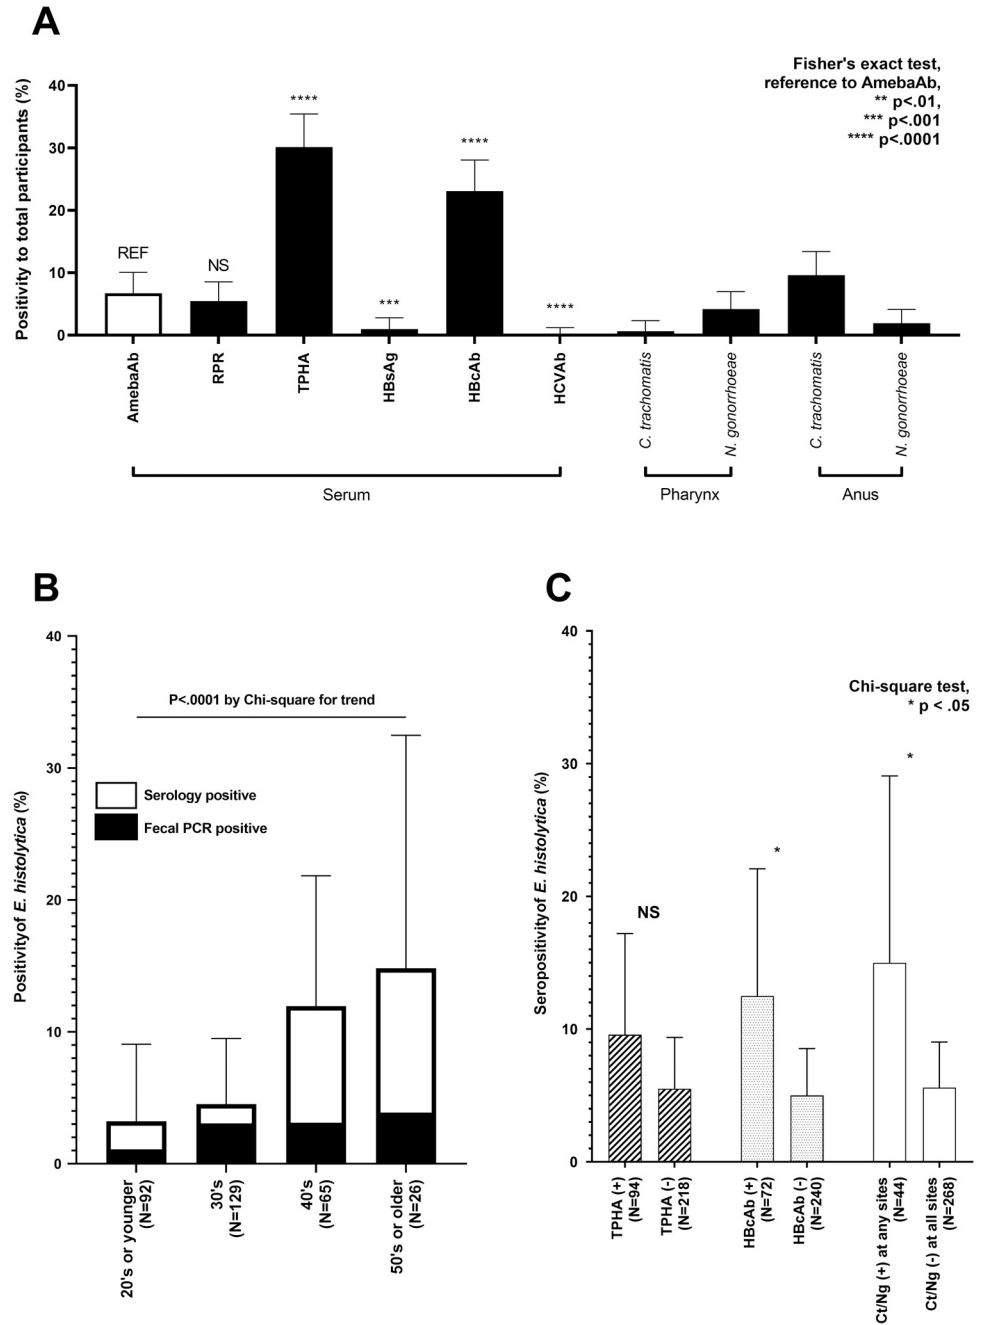 A
Fisher's exact test,
reference to AmebaAb,
** p<.01,
*** p<.001
**** p<.0001
Positivity to total participants (%)
40
30
20
10
0
REF
NS
****
***
****
****
AmebaAb
RPR
TPHA
HBsAg
HBcAb
HCVAb
C. trachomatis
N. gonorrhoeae
C. trachomatis
N. gonorrhoeae
Serum
Pharynx
Anus
B
Positivityof E. histolytica (%)
40
30
20
10
0
P<.0001 by Chi-square for trend
Serology positive
Fecal PCR positive
20's or younger
(N=92)
30's
(N=129)
40's
(N=65)
50's or older
(N=26)
C
Seropositivityof E. histolytica (%)
40
30
20
10
0
Chi-square test,
* p < .05
NS
*
*
TPHA (+)
(N=94)
TPHA (-)
(N=218)
HBcAb (+)
(N=72)
HBcAb (-)
(N=240)
Ct/Ng (+) at any sites
(N=44)
Ct/Ng (-) at all sites
(N=268)